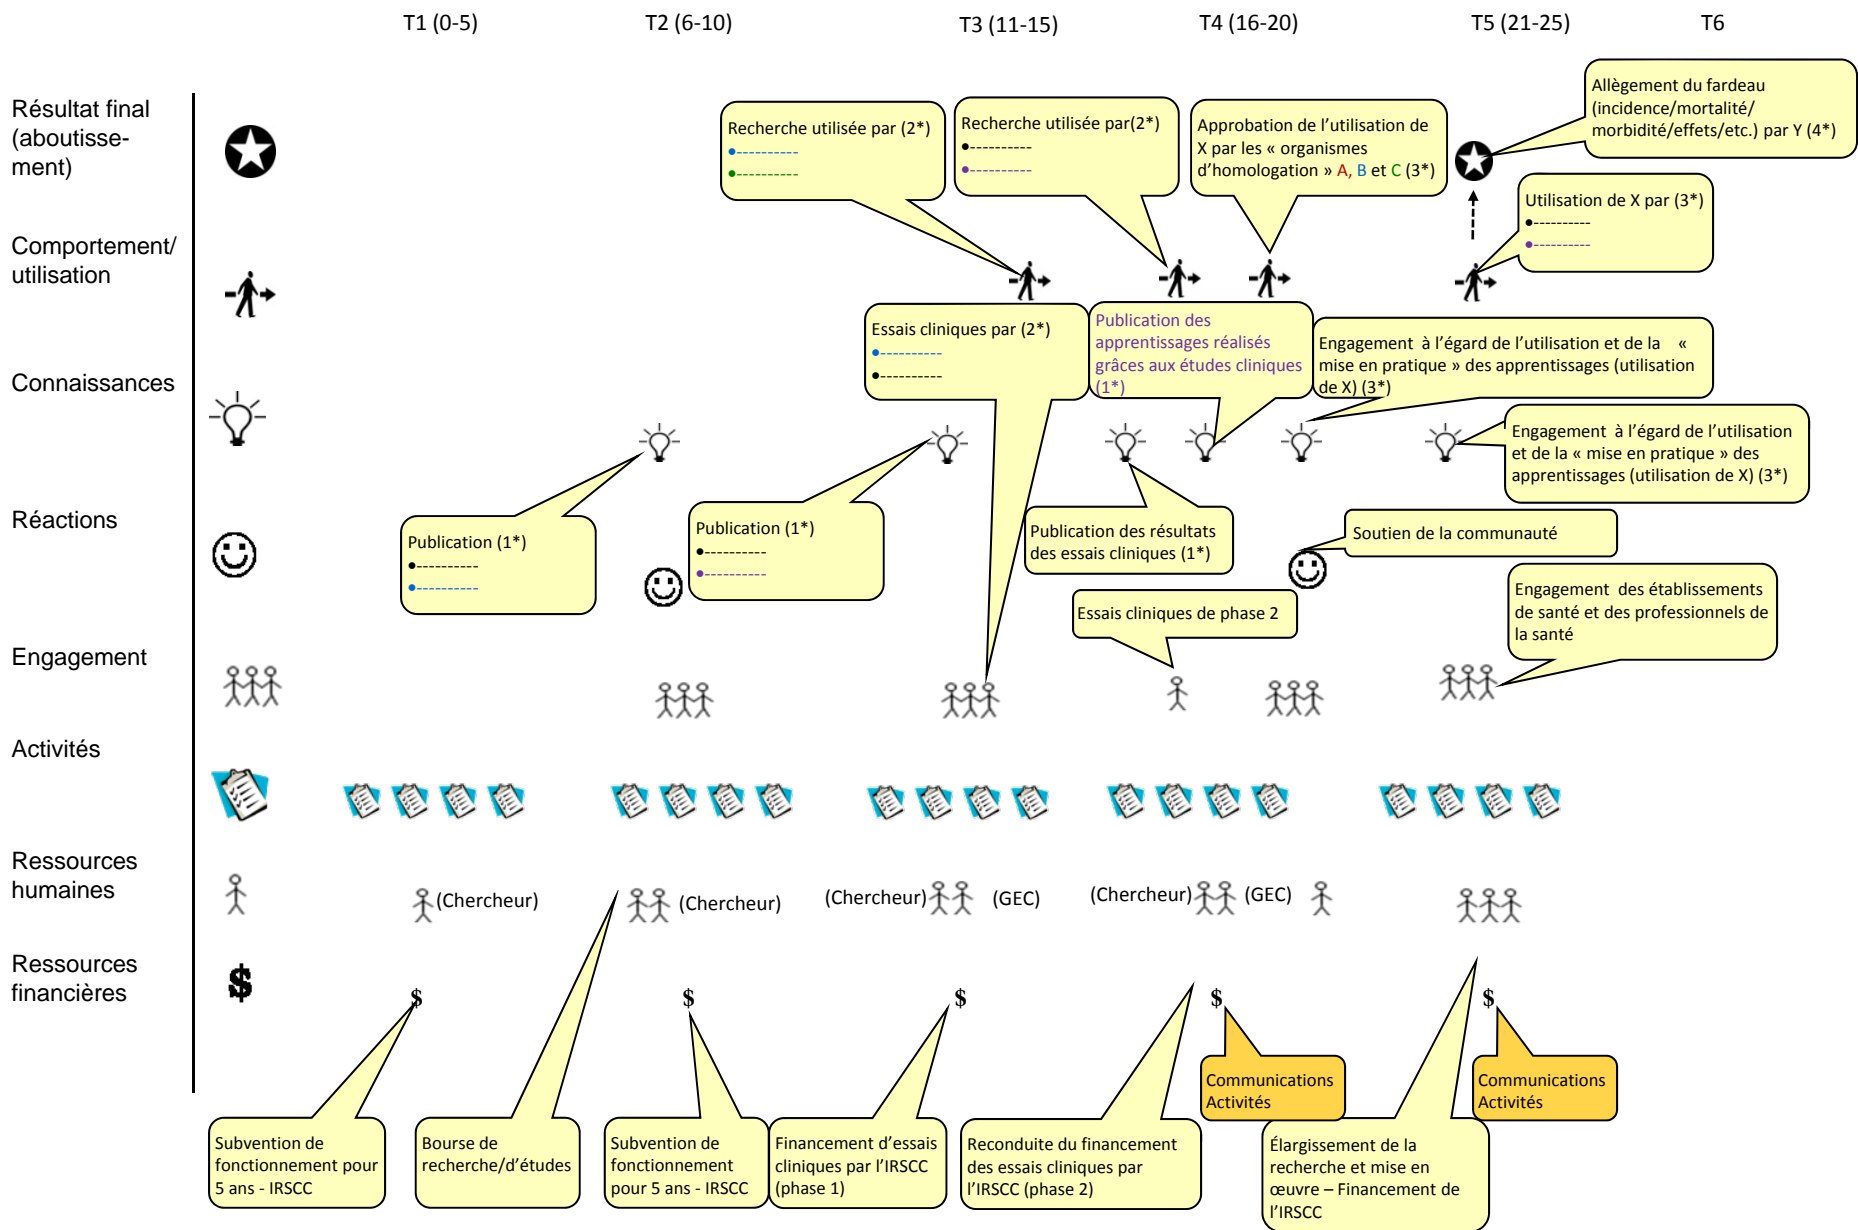 T1 (0-5)
T2 (6-10)
T3 (11-15)
T4 (16-20)
T5 (21-25)
T6
Résultat final
(aboutisse-
ment)
Recherche utilisée par (2*)
●----------
●----------
Recherche utilisée par(2*)
●----------
●----------
Approbation de l’utilisation de
X par les « organismes
d’homologation » A, B et C (3*)
Allègement du fardeau
(incidence/mortalité/
morbidité/effets/etc.) par Y (4*)
Utilisation de X par (3*)
●----------
●----------
Comportement/
utilisation
Essais cliniques par (2*)
●----------
●----------
Publication des
apprentissages réalisés
grâces aux études cliniques
(1*)
Engagement à l’égard de l’utilisation et de la «
mise en pratique » des apprentissages (utilisation
de X) (3*)
Connaissances
Engagement à l’égard de l’utilisation
et de la « mise en pratique » des
apprentissages (utilisation de X) (3*)
Réactions
Publication (1*)
●----------
●----------
Publication (1*)
●----------
●----------
Publication des résultats
des essais cliniques (1*)
Soutien de la communauté
Essais cliniques de phase 2
Engagement des établissements
de santé et des professionnels de
la santé
Engagement
Activités
Ressources
humaines
(Chercheur)
(Chercheur)
(Chercheur)
(GEC)
(Chercheur)
(GEC)
Ressources
financières
$
$
$
$
$
$
Communications
Activités
Communications
Activités
Subvention de
fonctionnement pour
5 ans - IRSCC
Bourse de
recherche/d’études
Subvention de
fonctionnement
pour 5 ans - IRSCC
Financement d’essais
cliniques par l’IRSCC
(phase 1)
Reconduite du financement
des essais cliniques par
l’IRSCC (phase 2)
Élargissement de la
recherche et mise en
œuvre – Financement de
l’IRSCC